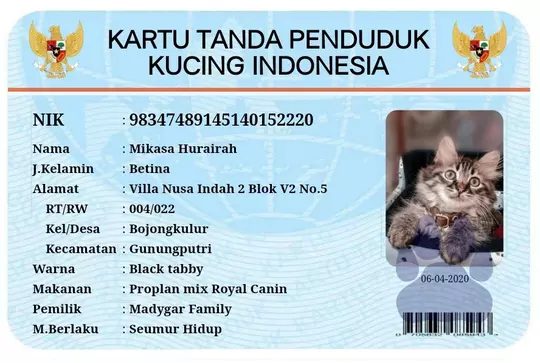 KARTU TANDA PENDUDUK
KUCING INDONESIA
NIK : 98347489145140152220
Nama : Mikasa Hurairah
J.Kelamin : Betina
Alamat : Villa Nusa Indah 2 Blok V2 No.5
RT/RW : 004/022
Kel/Desa : Bojongkulur
Kecamatan : Gunungputri
Warna : Black tabby
Makanan : Proplan mix Royal Canin
Pemilik : Madygar Family
M.Berlaku : Seumur Hidup
06-04-2020